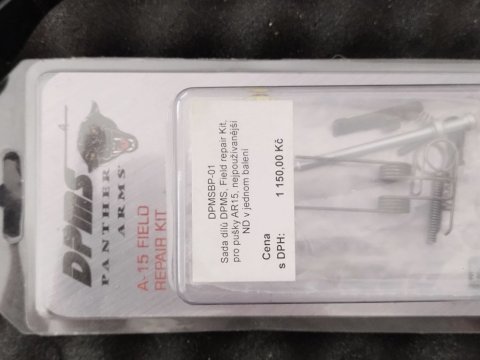 DPMS
PANTHER
ARMS
A-15 FIELD
REPAIR KIT
DPMSBP-01
Sada dílů DPMS, Field repair Kit,
pro pušky AR15, nejpoužívanější
ND v jednom balení
Cena
s DPH: 1 150,00 Kč